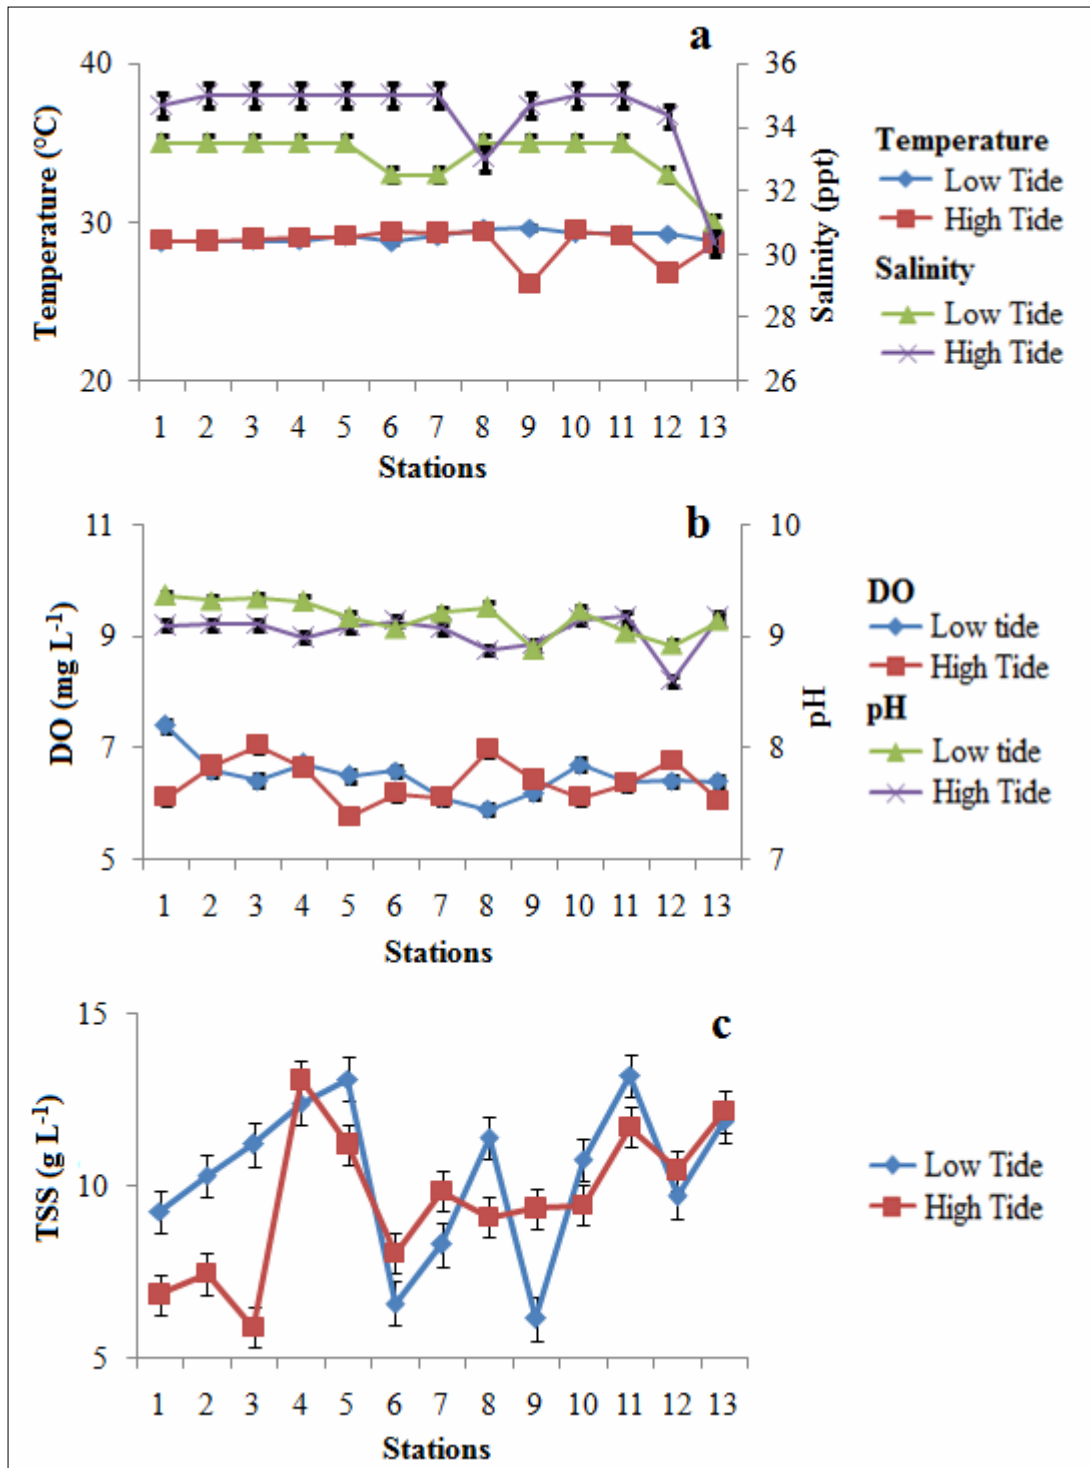 a
40
30
20
Temperature (°C)
36
34
32
30
28
26
Salinity (ppt)
1 2 3 4 5 6 7 8 9 10 11 12 13
Stations
Temperature
Low Tide
High Tide
Salinity
Low Tide
High Tide
b
11
9
7
5
DO (mg L-1)
10
9
8
7
pH
1 2 3 4 5 6 7 8 9 10 11 12 13
Stations
DO
Low tide
High Tide
pH
Low tide
High Tide
c
15
10
5
TSS (g L-1)
1 2 3 4 5 6 7 8 9 10 11 12 13
Stations
Low Tide
High Tide